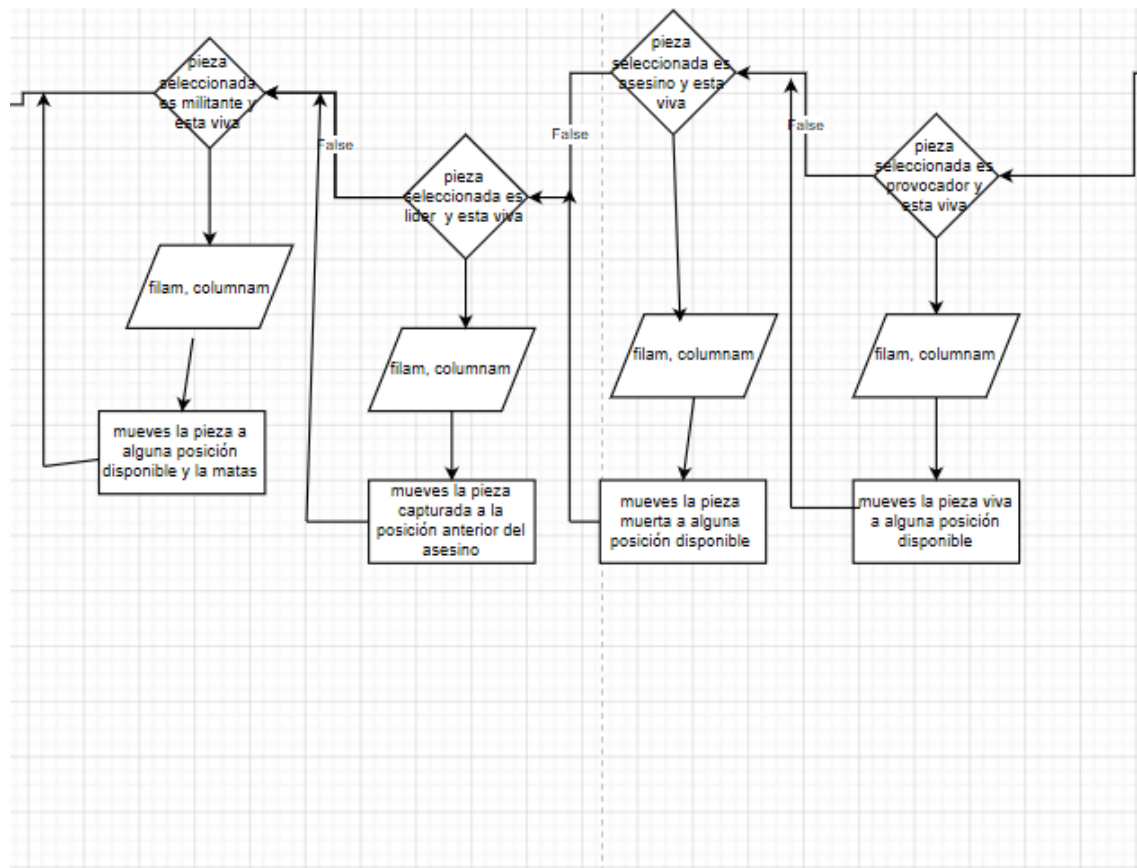 pieza
seleccionada
es militante y
esta viva
False
pieza
seleccionada es
lider y esta viva
False
pieza
seleccionada es
asesino y esta
viva
False
pieza
seleccionada es
provocador y
esta viva
filam, columnam
filam, columnam
filam, columnam
filam, columnam
mueves la pieza a
alguna posición
disponible y la matas
mueves la pieza
capturada a la
posición anterior del
asesino
mueves la pieza
muerta a alguna
posición disponible
mueves la pieza viva
a alguna posición
disponible